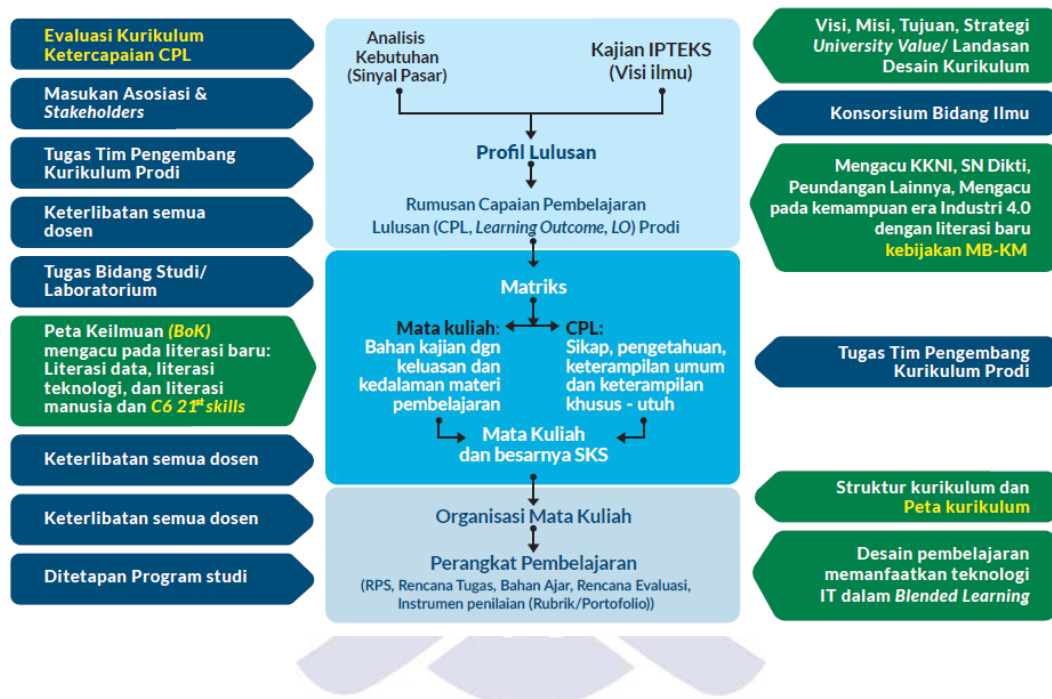 Evaluasi Kurikulum
Ketercapaian CPL
Masukan Asosiasi &
Stakeholders
Tugas Tim Pengembang
Kurikulum Prodi
Keterlibatan semua
dosen
Tugas Bidang Studi/
Laboratorium
Peta Keilmuan (BoK)
mengacu pada literasi baru:
Literasi data, literasi
teknologi, dan literasi
manusia dan C6 21st skills
Keterlibatan semua dosen
Keterlibatan semua dosen
Ditetapan Program studi
Analisis
Kebutuhan
(Sinyal Pasar)
Kajian IPTEKS
(Visi ilmu)
Profil Lulusan
Rumusan Capaian Pembelajaran
Lulusan (CPL, Learning Outcome, LO) Prodi
Matriks
Mata kuliah:
Bahan kajian dgn
keluasan dan
kedalaman materi
pembelajaran
CPL:
Sikap, pengetahuan,
keterampilan umum
dan keterampilan
khusus - utuh
Mata Kuliah
dan besarnya SKS
Organisasi Mata Kuliah
Perangkat Pembelajaran
(RPS, Rencana Tugas, Bahan Ajar, Rencana Evaluasi,
Instrumen penilaian (Rubrik/Portofolio))
Visi, Misi, Tujuan, Strategi
University Value/ Landasan
Desain Kurikulum
Konsorsium Bidang Ilmu
Mengacu KKNI, SN Dikti,
Peundangan Lainnya, Mengacu
pada kemampuan era Industri 4.0
dengan literasi baru
kebijakan MB-KM
Tugas Tim Pengembang
Kurikulum Prodi
Struktur kurikulum dan
Peta kurikulum
Desain pembelajaran
memanfaatkan teknologi
IT dalam Blended Learning